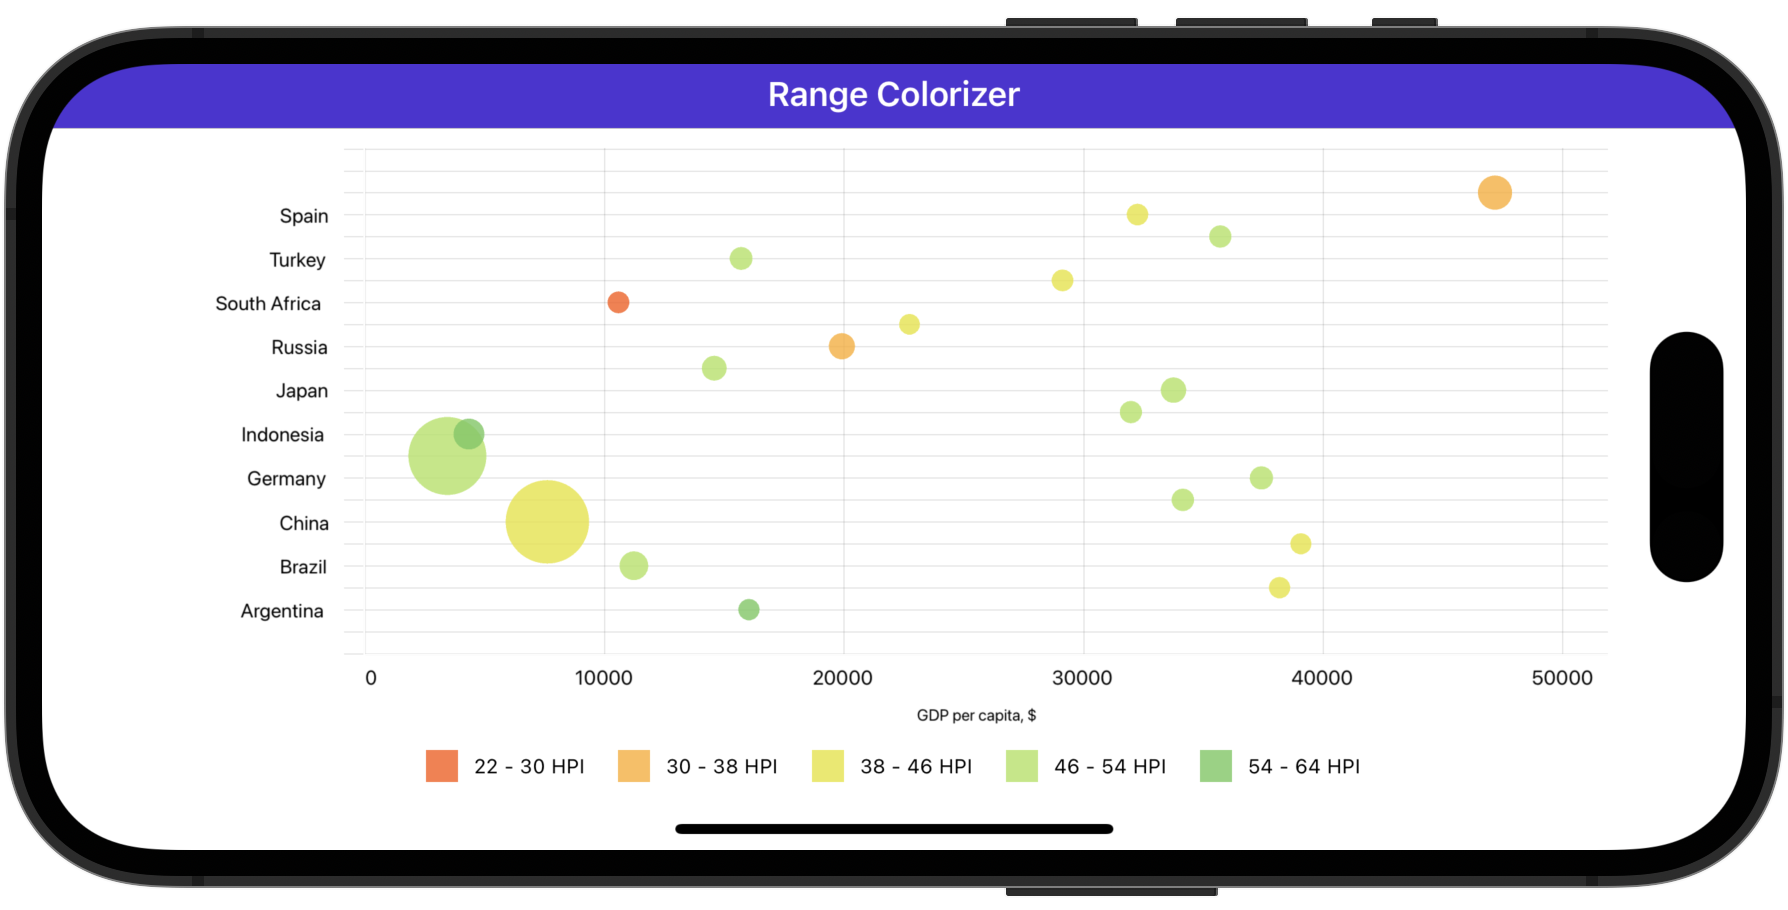 Range Colorizer
Spain
Turkey
South Africa
Russia
Japan
Indonesia
Germany
China
Brazil
Argentina
0 10000 20000 30000 40000 50000
GDP per capita, $
22 - 30 HPI 30 - 38 HPI 38 - 46 HPI 46 - 54 HPI 54 - 64 HPI